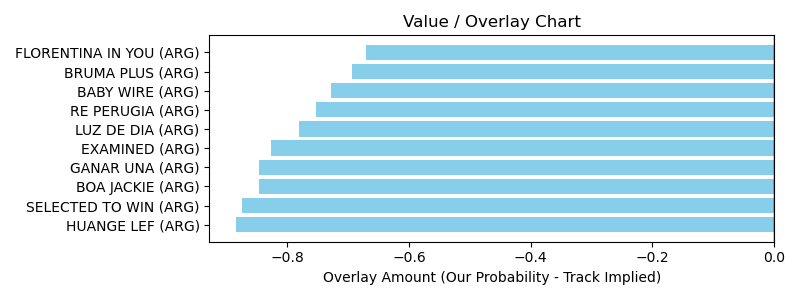 Value / Overlay Chart
FLORENTINA IN YOU (ARG)
BRUMA PLUS (ARG)
BABY WIRE (ARG)
RE PERUGIA (ARG)
LUZ DE DIA (ARG)
EXAMINED (ARG)
GANAR UNA (ARG)
BOA JACKIE (ARG)
SELECTED TO WIN (ARG)
HUANGE LEF (ARG)
−0.8 −0.6 −0.4 −0.2 0.0
Overlay Amount (Our Probability - Track Implied)